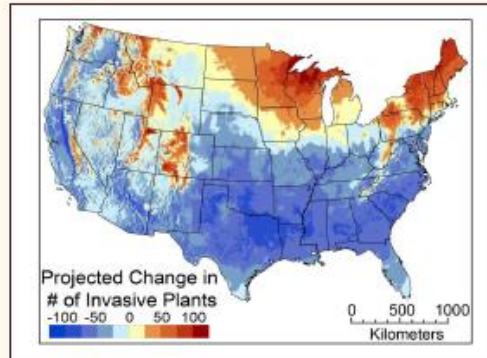 Projected Change in
# of Invasive Plants
-100 -50 0 50 100
0 500 1000
Kilometers